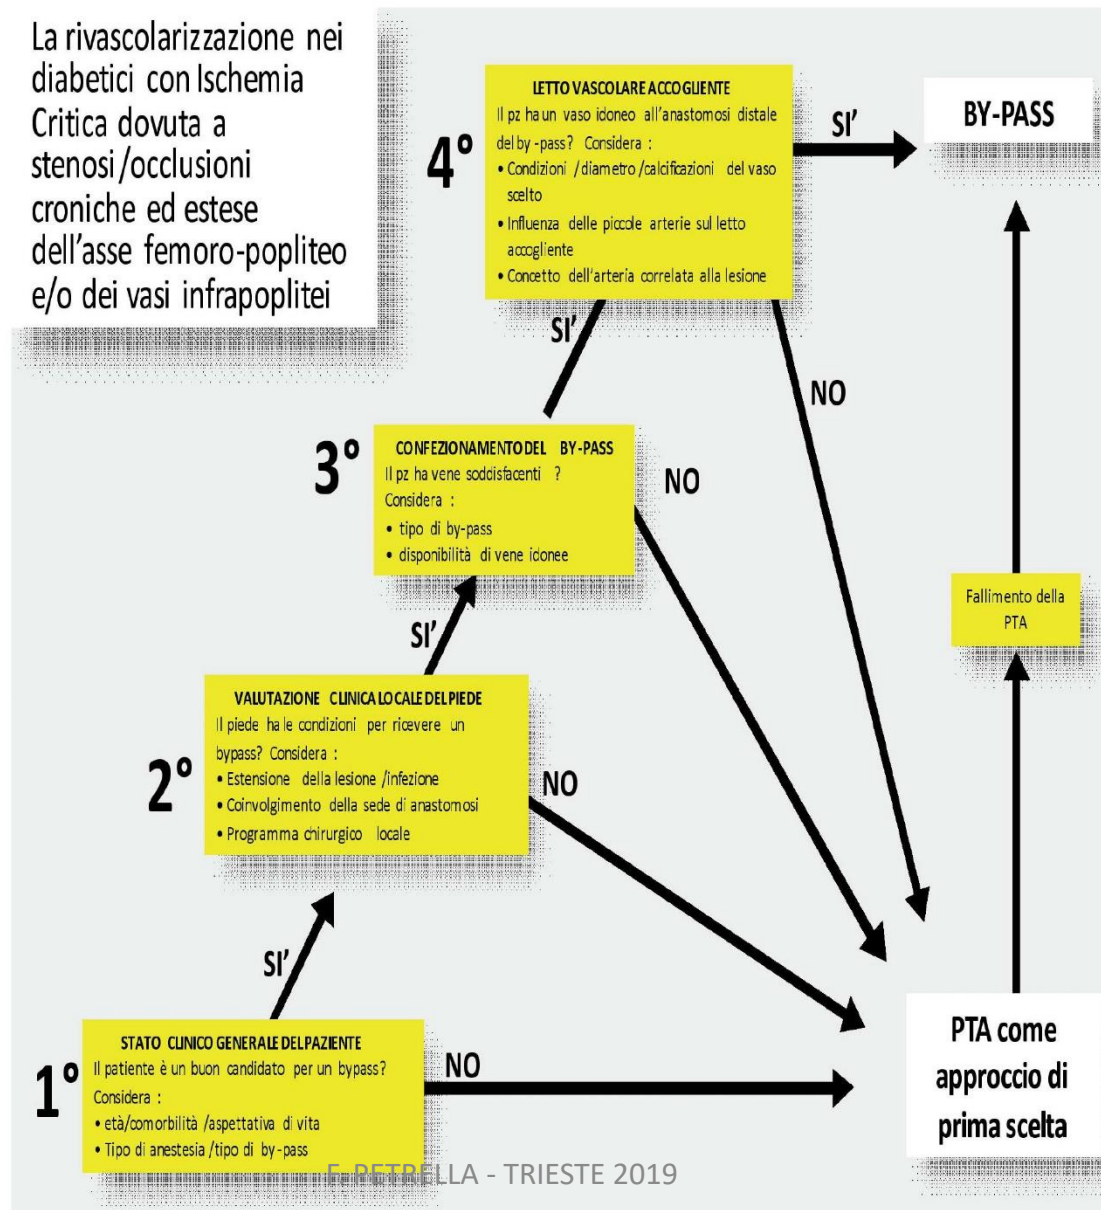 La rivascolarizzazione nei
diabetici con Ischemia
Critica dovuta a
stenosi/occlusioni
croniche ed estese
dell'asse femoro-popliteo
e/o dei vasi infrapoplitei
4°
LETTO VASCOLARE ACCOGLIENTE
Il pz ha un vaso idoneo all'anastomosi distale
del by-pass? Considera :
• Condizioni /diametro/calcificazioni del vaso
scelto
• Influenza delle piccole arterie sul letto
accogliente
• Concetto dell'arteria correlata alla lesione
SI'
BY-PASS
SI'
NO
3°
CONFEZIONAMENTO DEL BY-PASS
Il pz ha vene soddisfacenti ?
Considera :
• tipo di by-pass
• disponibilità di vene idonee
NO
Fallimento della
PTA
SI'
2°
VALUTAZIONE CLINICA LOCALE DEL PIEDE
Il piede ha le condizioni per ricevere un
bypass? Considera :
• Estensione della lesione /infezione
• Coinvolgimento della sede di anastomosi
• Programma chirurgico locale
NO
SI'
1°
STATO CLINICO GENERALE DEL PAZIENTE
Il patiente è un buon candidato per un bypass?
Considera :
• età/comorbilità /aspettativa di vita
• Tipo di anestesia /tipo di by-pass
NO
PTA come
approccio di
prima scelta
F. PETRELLA - TRIESTE 2019